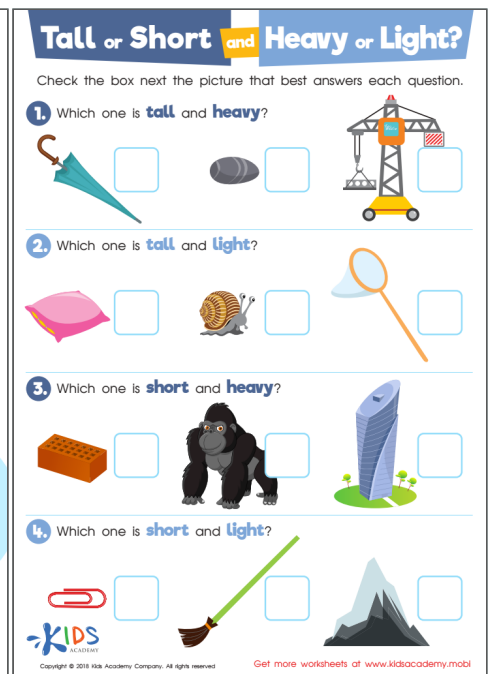 Tall or Short and Heavy or Light?
Check the box next the picture that best answers each question.
1. Which one is tall and heavy?
2. Which one is tall and light?
3. Which one is short and heavy?
4. Which one is short and light?
KIDS
ACADEMY
Copyright © 2018 Kids Academy Company. All rights reserved
Get more worksheets at www.kidsacademy.mobi